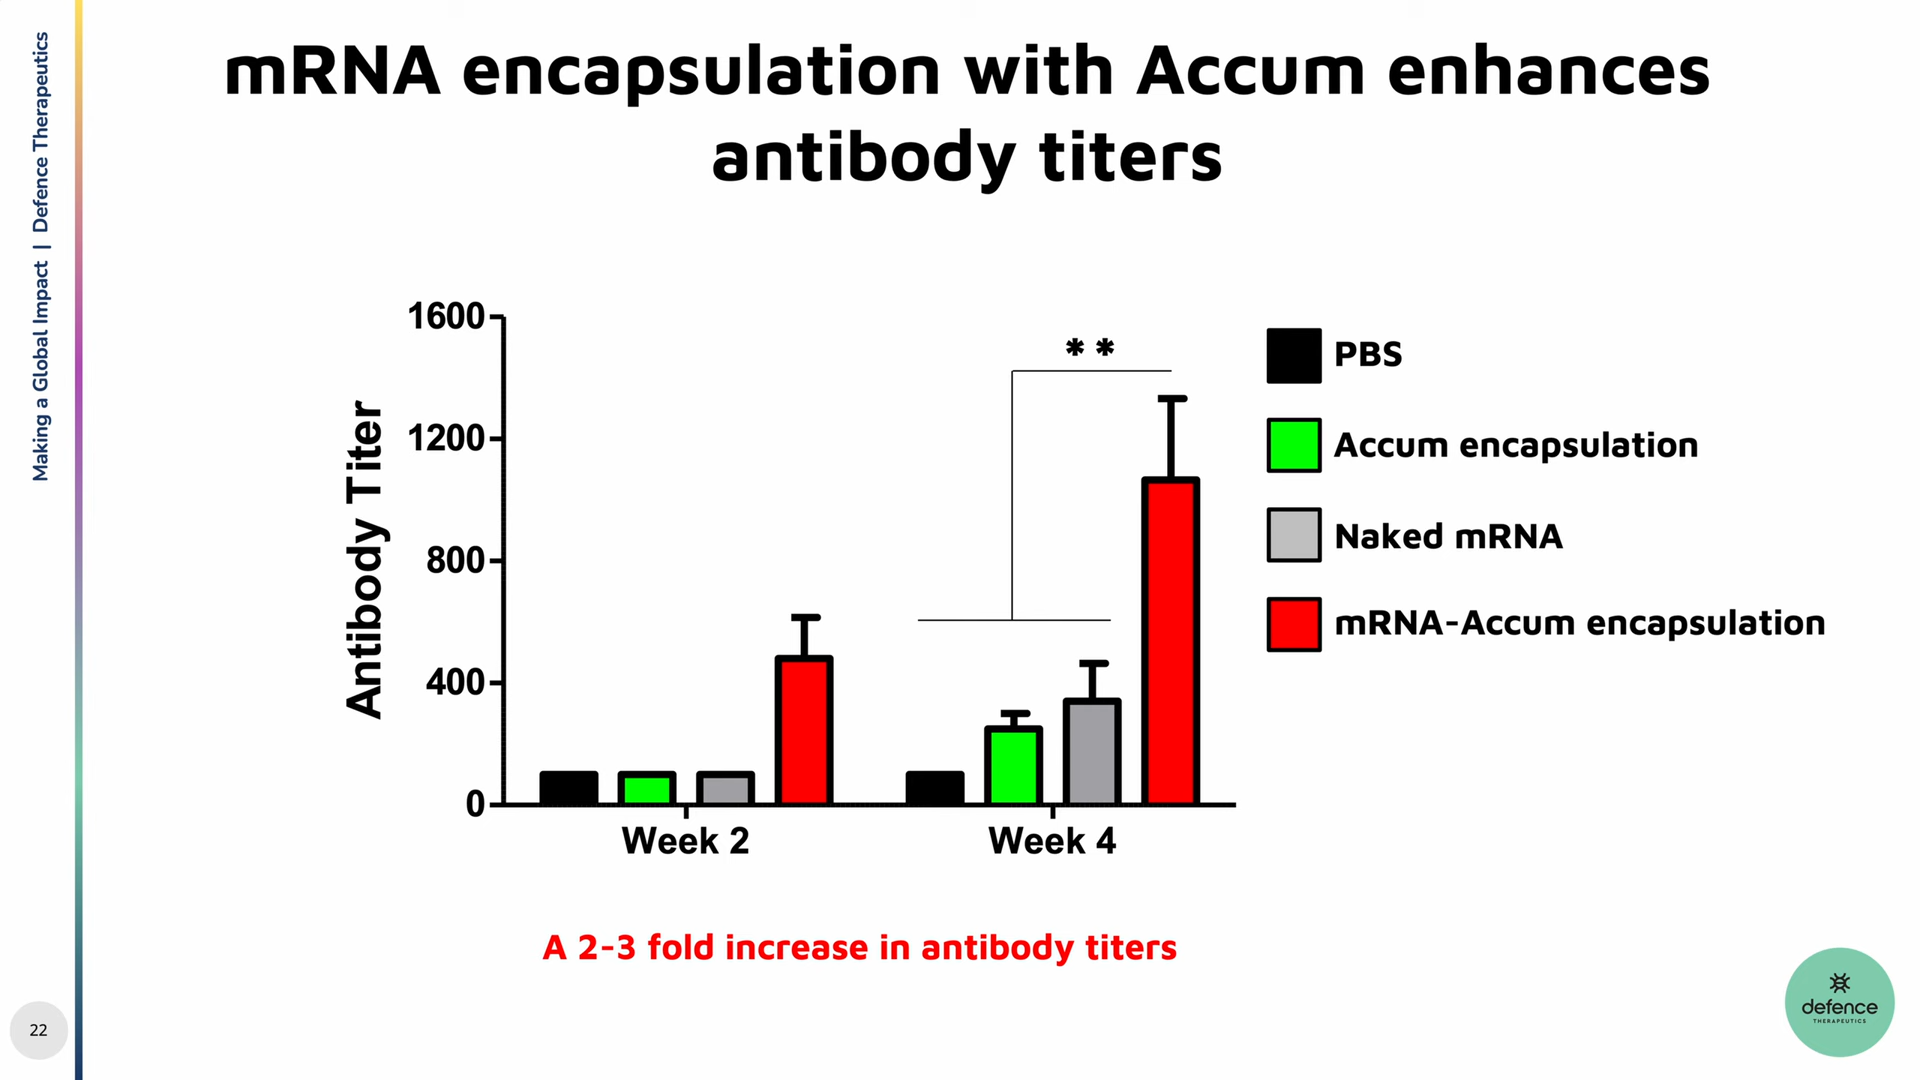 Making a Global Impact | Defence Therapeutics
mRNA encapsulation with Accum enhances
antibody titers
Antibody Titer
1600
1200
800
400
0
**
Week 2
Week 4
PBS
Accum encapsulation
Naked mRNA
mRNA-Accum encapsulation
A 2-3 fold increase in antibody titers
22
defence
THERAPEUTICS